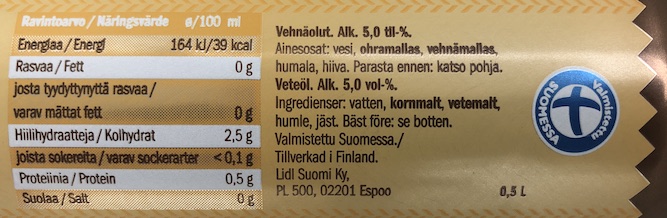 Ravintoarvo / Näringsvärde ø/100 ml
Energiaa / Energi 164 kJ/39 kcal
Rasvaa / Fett 0 g
josta tyydyttynyttä rasvaa /
varav mättat fett 0 g
Hiilihydraatteja / Kolhydrat 2,5 g
joista sokereita / varav sockerarter <0,1 g
Proteiinia / Protein 0,5 g
Suolaa / Salt 0 g
Vehnäolut. Alk. 5,0 til-%.
Ainesosat: vesi, ohramallas, vehnämallas,
humala, hiiva. Parasta ennen: katso pohja.
Veteöl. Alk. 5,0 vol-%.
Ingredienser: vatten, kornmalt, vetemalt,
humle, jäst. Bäst före: se botten.
Valmistettu Suomessa./
Tillverkad i Finland.
Lidl Suomi Ky,
PL 500, 02201 Espoo
0,5 L
Valmistettu
SUOMESSA